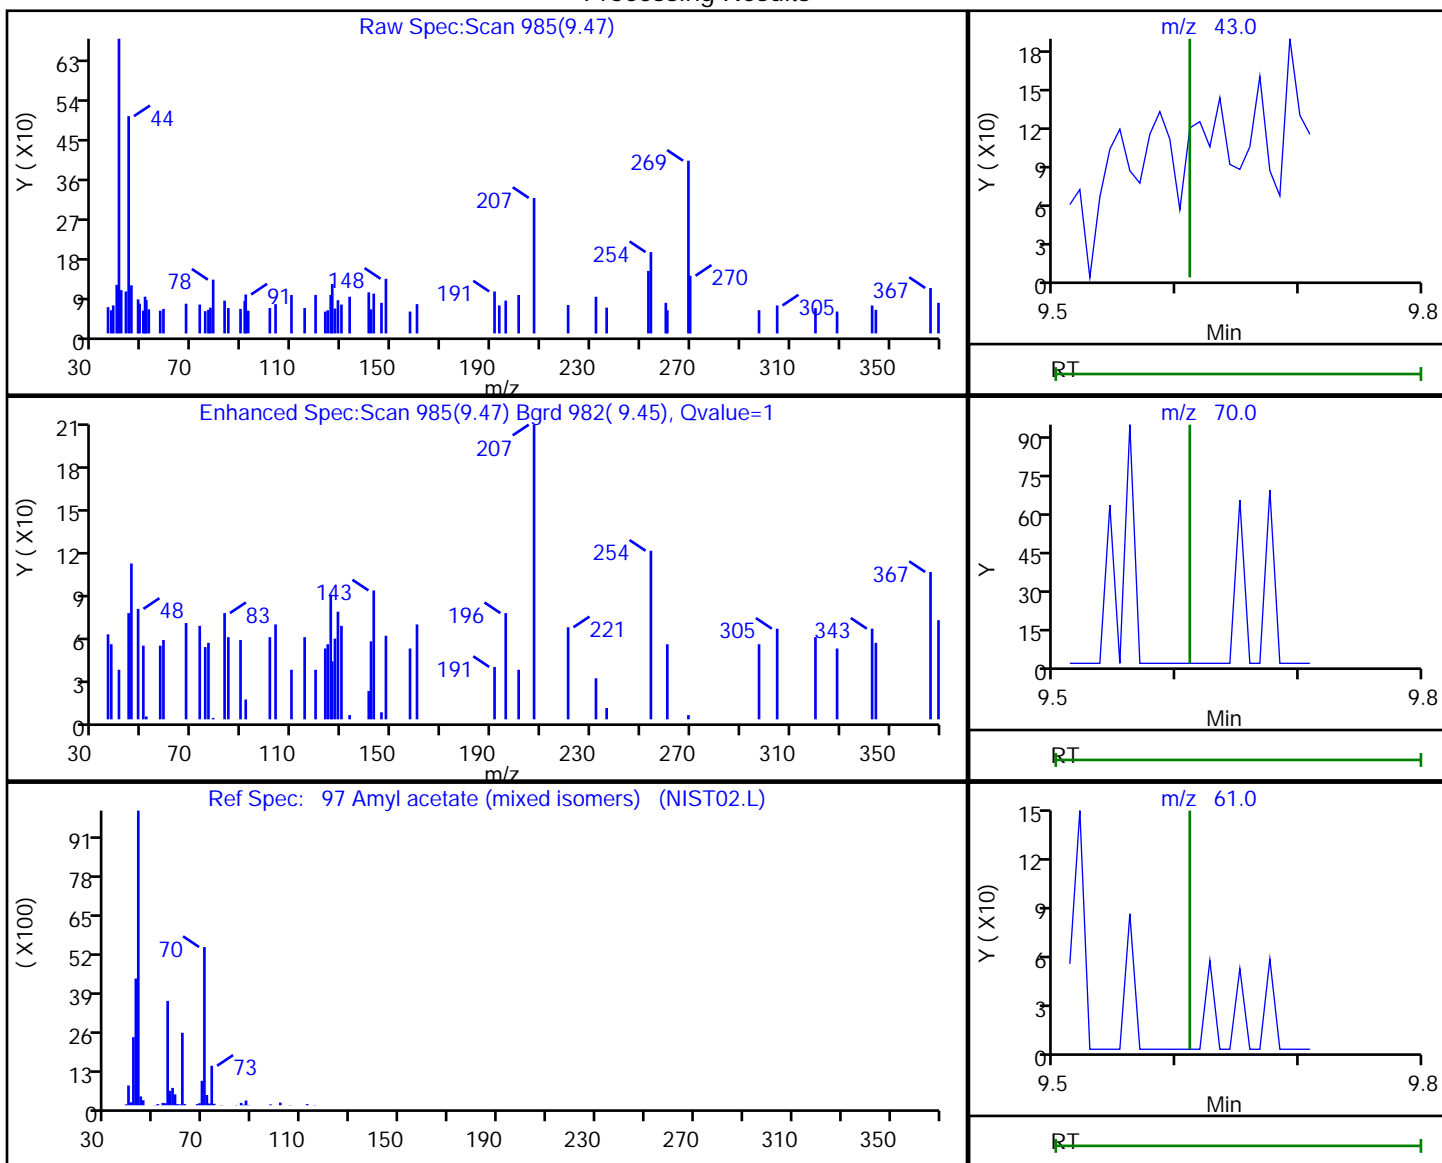 Processing Results
Raw Spec:Scan 985(9.47)
Y ( X10)
63
54
45
36
27
18
9
0
44
78
91
148
191
207
254
269
270
305
367
30 70 110 150 190 230 270 310 350
m/z
m/z 43.0
Y ( X10)
18
15
12
9
6
3
0
9.5 9.8
Min
RT
Enhanced Spec:Scan 985(9.47) Bgrd 982( 9.45), Qvalue=1
Y ( X10)
21
18
15
12
9
6
3
0
48
83
143
191
196
207
221
254
305
343
367
30 70 110 150 190 230 270 310 350
m/z
m/z 70.0
Y
90
75
60
45
30
15
0
9.5 9.8
Min
RT
Ref Spec: 97 Amyl acetate (mixed isomers) (NIST02.L)
( X100)
91
78
65
52
39
26
13
0
70
73
30 70 110 150 190 230 270 310 350
m/z 61.0
Y ( X10)
15
12
9
6
3
0
9.5 9.8
Min
RT